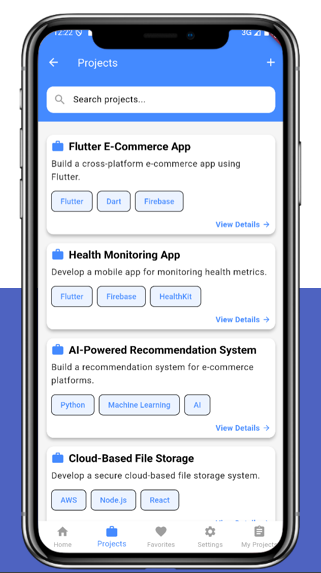 12:22
3G
Projects
Search projects...
Flutter E-Commerce App
Build a cross-platform e-commerce app using
Flutter.
Flutter Dart Firebase
View Details →
Health Monitoring App
Develop a mobile app for monitoring health metrics.
Flutter Firebase HealthKit
View Details →
AI-Powered Recommendation System
Build a recommendation system for e-commerce
platforms.
Python Machine Learning AI
View Details →
Cloud-Based File Storage
Develop a secure cloud-based file storage system.
AWS Node.js React
Home Projects Favorites Settings My Projects